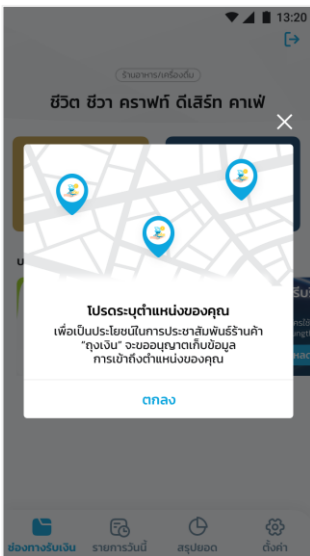 13:20
ร้านอาหาร/เครื่องดื่ม
ชีวิต ชีวา คราฟท์ ดีเสิร์ท คาเฟ่
โปรดระบุตำแหน่งของคุณ
เพื่อเป็นประโยชน์ในการประชาสัมพันธ์ร้านค้า
“ถุงเงิน” จะขออนุญาตเก็บข้อมูล
การเข้าถึงตำแหน่งของคุณ
ตกลง
ช่องทางรับเงิน รายการวันนี้ สรุปยอด ตั้งค่า